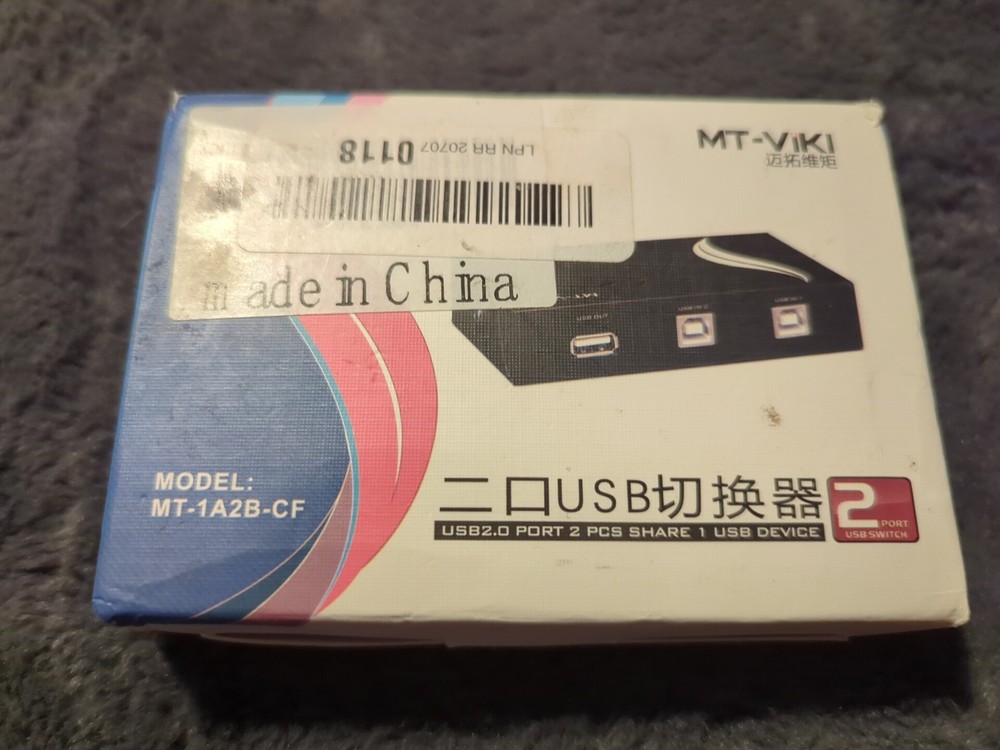 LPN RR 20707 0118
MT-ViKI
迈拓维矩
made in China
USB OUT
MODEL:
MT-1A2B-CF
二口USB切换器
USB2.0 PORT 2 PCS SHARE 1 USB DEVICE
2 PORT
USB SWITCH